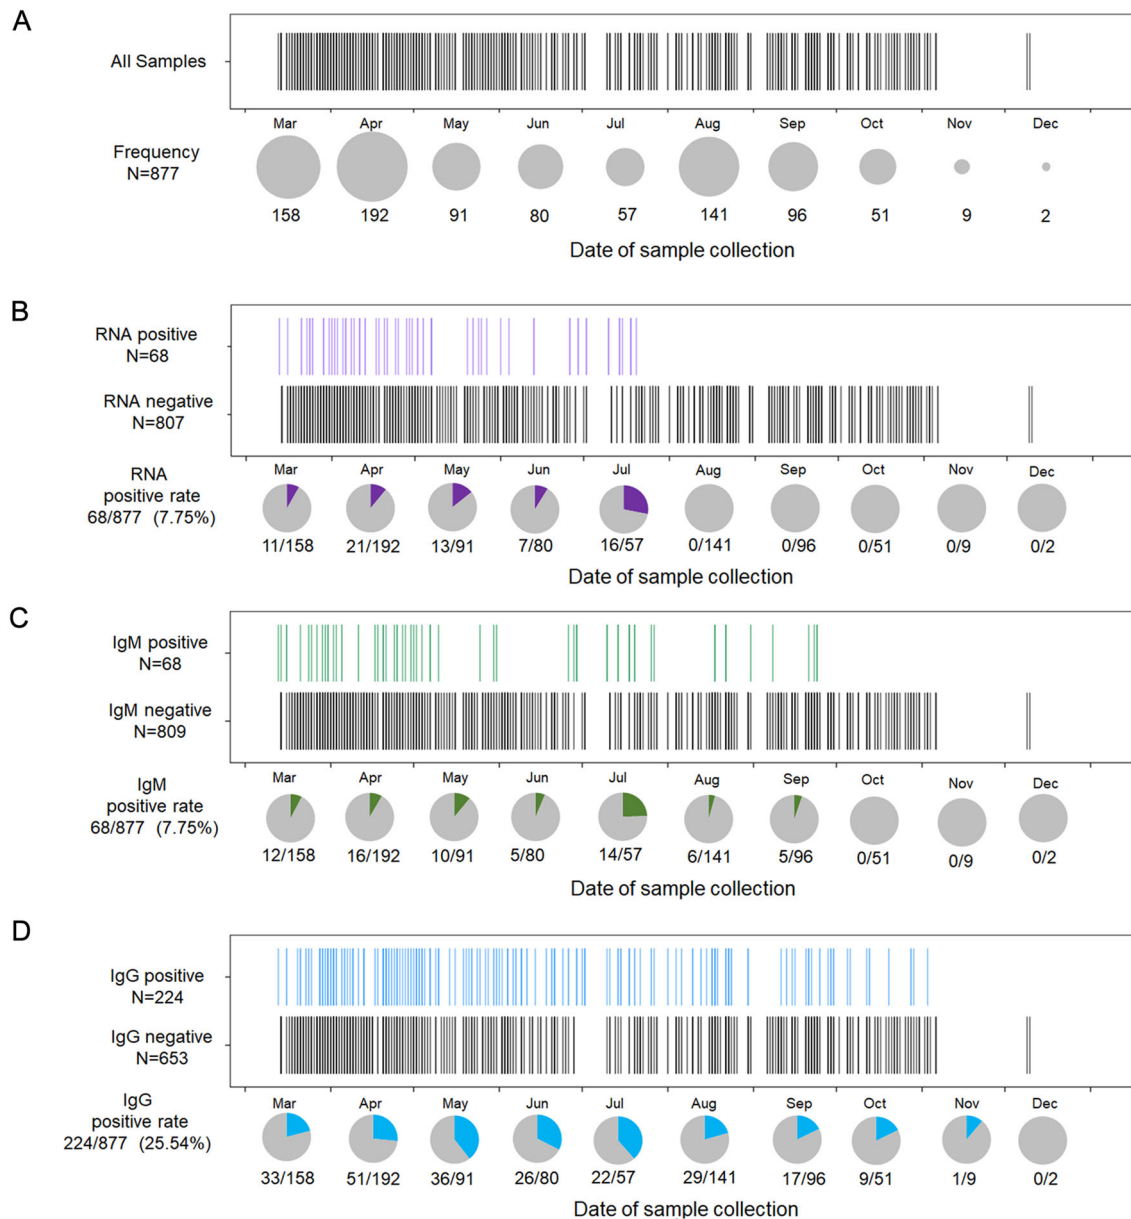 A
All Samples
Mar Apr May Jun Jul Aug Sep Oct Nov Dec
Frequency
N=877
158 192 91 80 57 141 96 51 9 2
Date of sample collection
B
RNA positive
N=68
RNA negative
N=807
Mar Apr May Jun Jul Aug Sep Oct Nov Dec
RNA
positive rate
68/877 (7.75%)
11/158 21/192 13/91 7/80 16/57 0/141 0/96 0/51 0/9 0/2
Date of sample collection
C
IgM positive
N=68
IgM negative
N=809
Mar Apr May Jun Jul Aug Sep Oct Nov Dec
IgM
positive rate
68/877 (7.75%)
12/158 16/192 10/91 5/80 14/57 6/141 5/96 0/51 0/9 0/2
Date of sample collection
D
IgG positive
N=224
IgG negative
N=653
Mar Apr May Jun Jul Aug Sep Oct Nov Dec
IgG
positive rate
224/877 (25.54%)
33/158 51/192 36/91 26/80 22/57 29/141 17/96 9/51 1/9 0/2
Date of sample collection